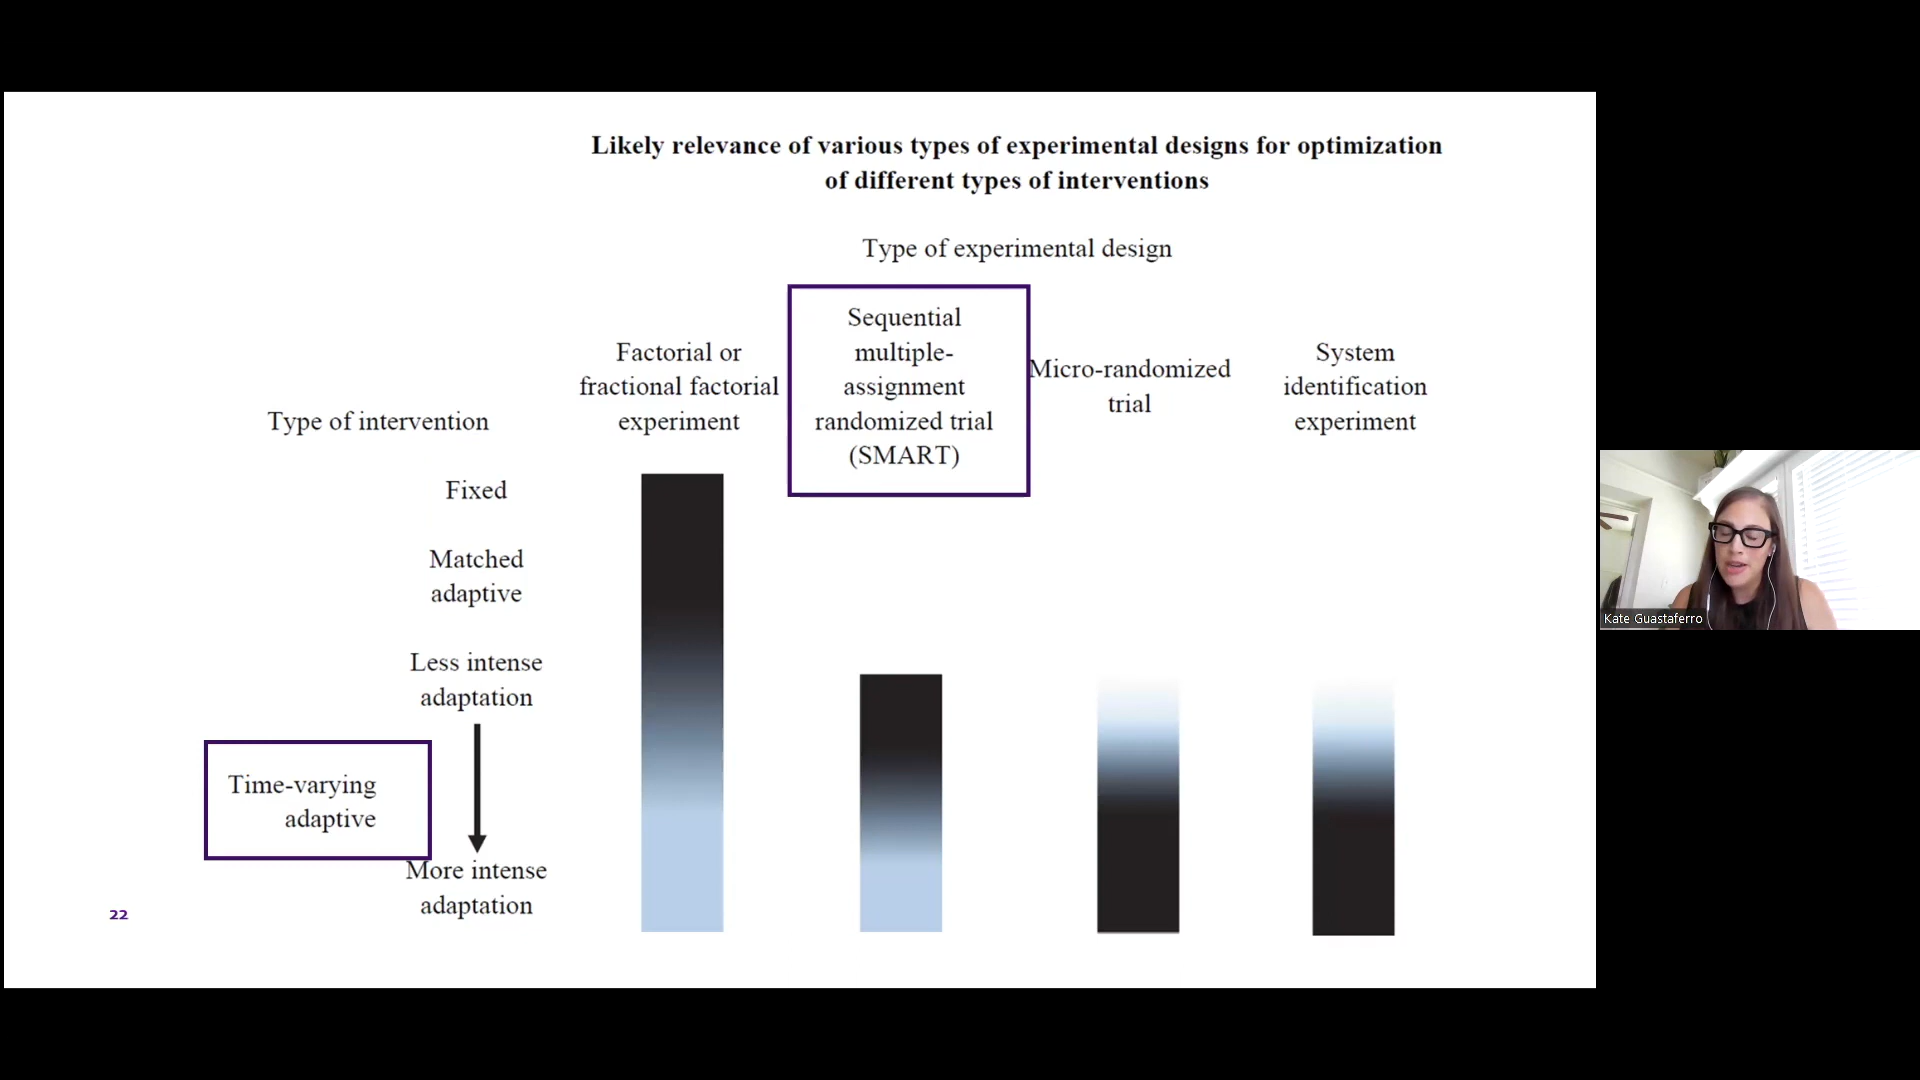 Likely relevance of various types of experimental designs for optimization
of different types of interventions
Type of experimental design
Type of intervention
Factorial or
fractional factorial
experiment
Sequential
multiple-
assignment
randomized trial
(SMART)
Micro-randomized
trial
System
identification
experiment
Fixed
Matched
adaptive
Less intense
adaptation
Time-varying
adaptive
More intense
adaptation
22
Kate Guastaferro